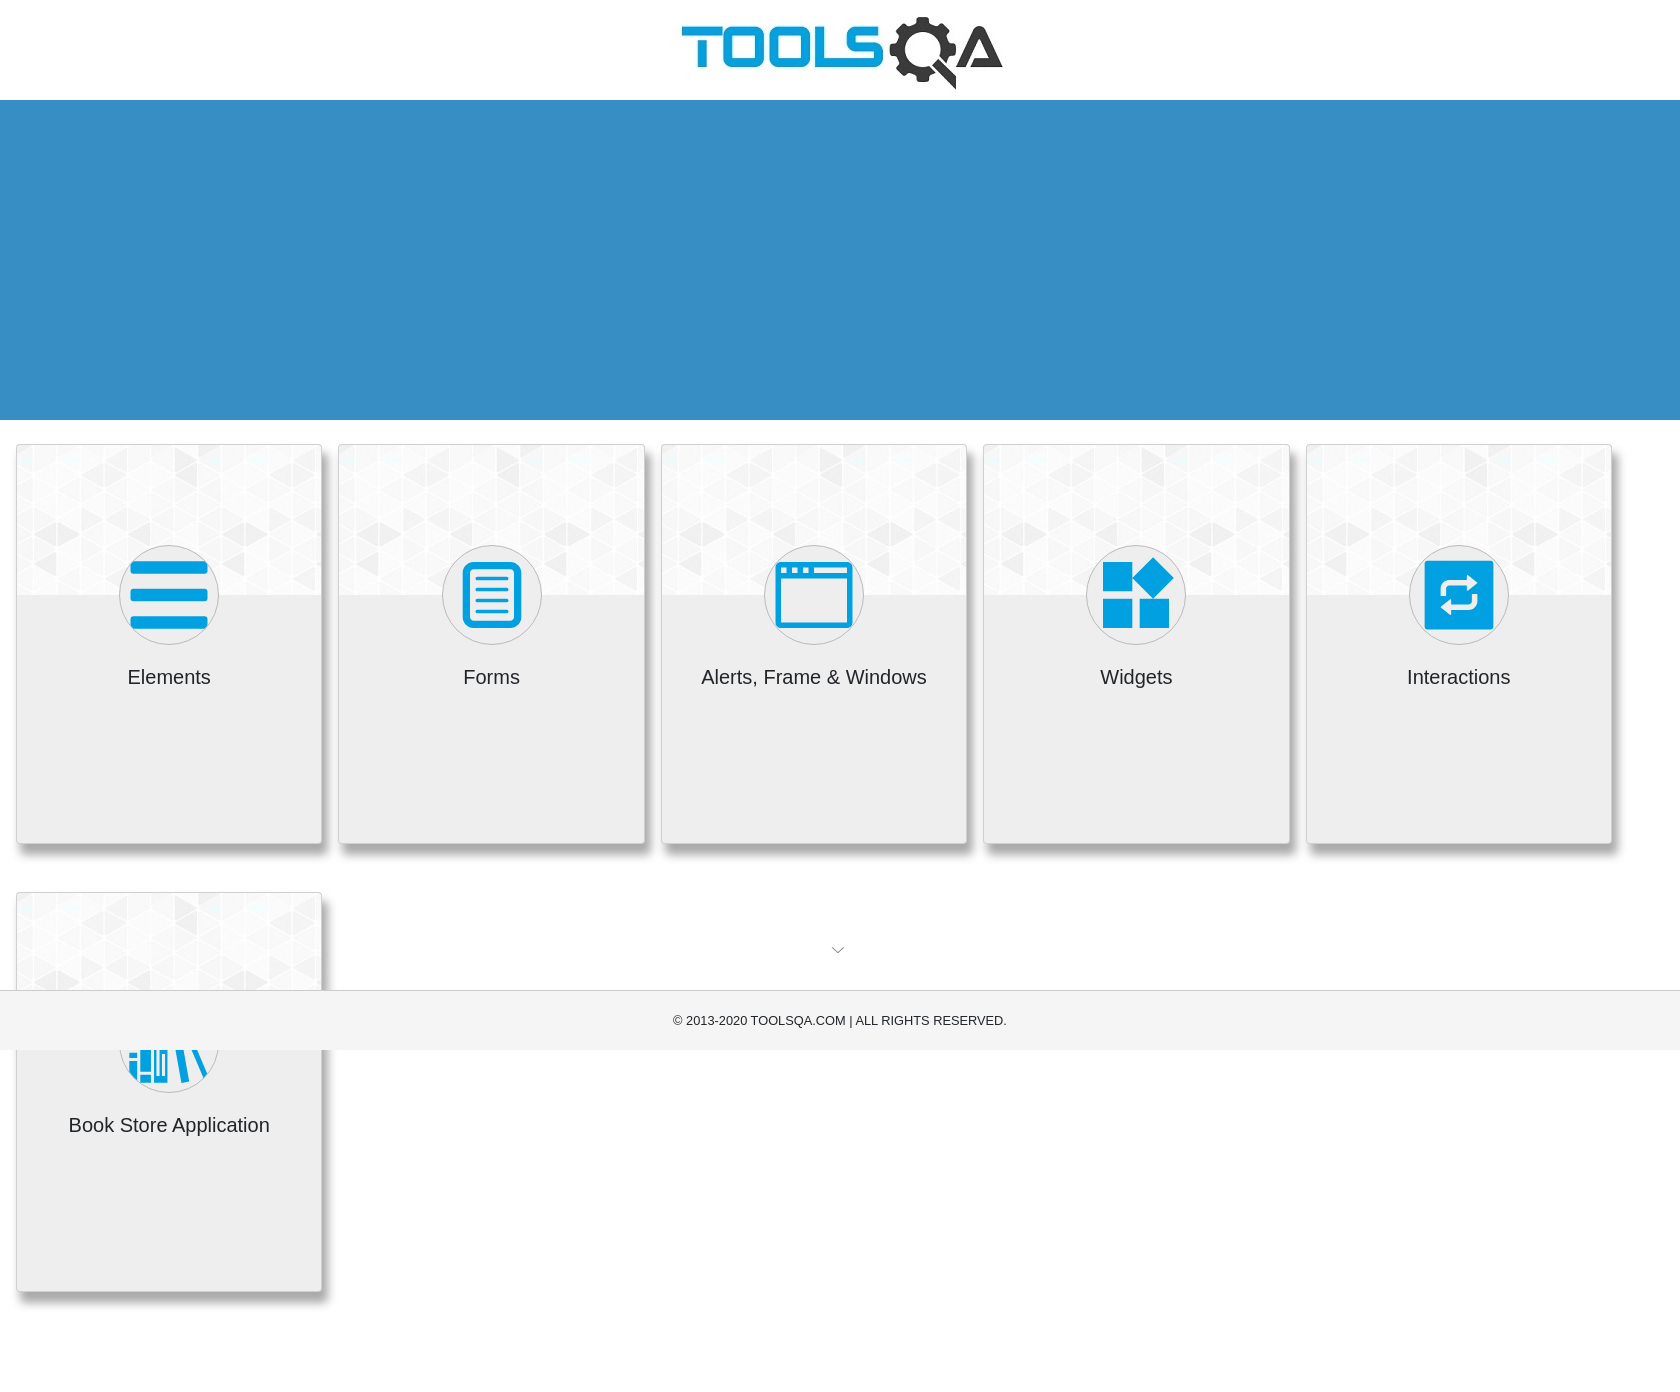 TOOLSQA
Elements
Forms
Alerts, Frame & Windows
Widgets
Interactions
© 2013-2020 TOOLSQA.COM | ALL RIGHTS RESERVED.
Book Store Application